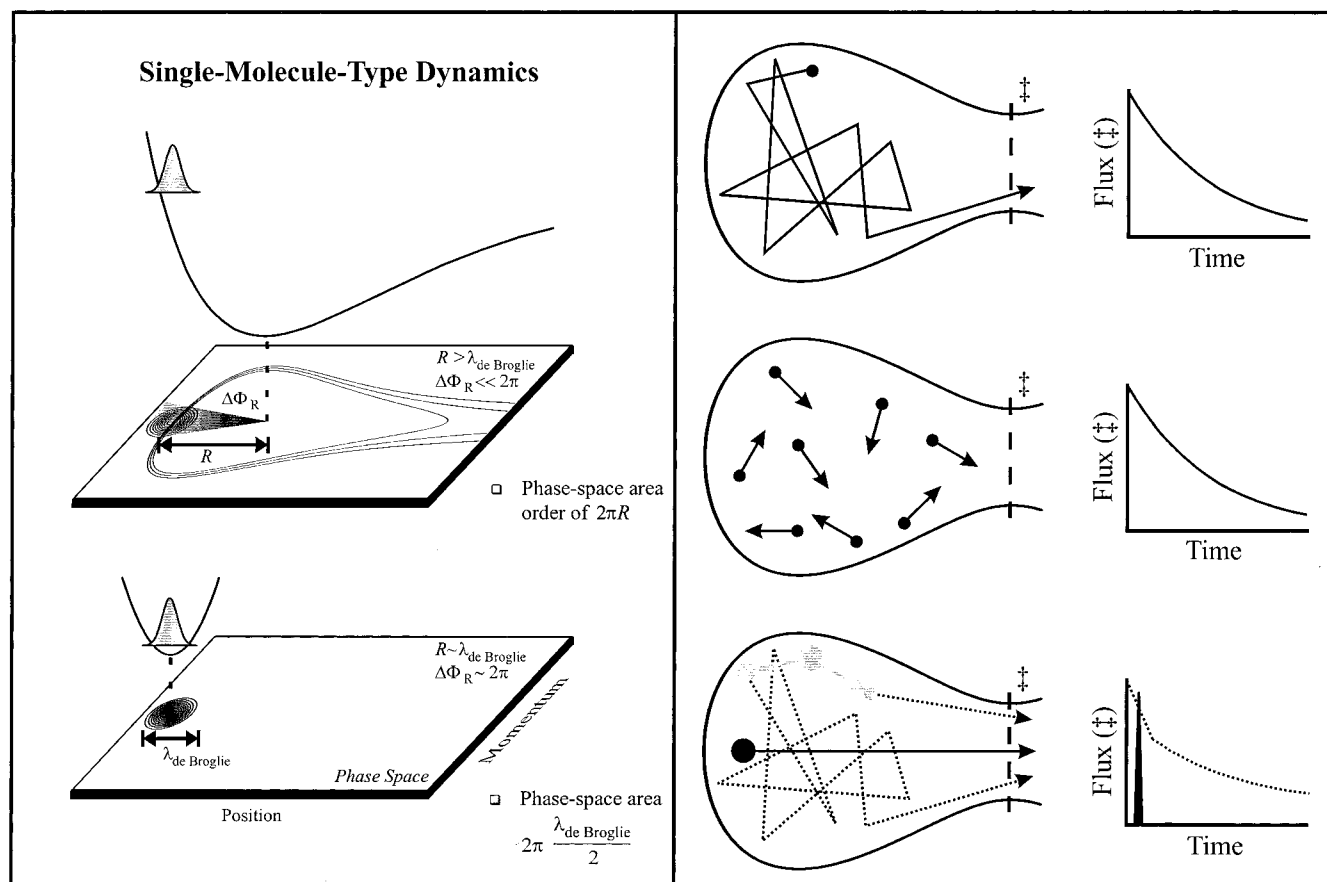 Single-Molecule-Type Dynamics
R > λde Broglie
ΔΦR << 2π
ΔΦR
R
□ Phase-space area
order of 2πR
R ~ λde Broglie
ΔΦR ~ 2π
λde Broglie
Phase Space
Momentum
Position
□ Phase-space area
2π λde Broglie
2
‡
Flux (‡)
Time
‡
Flux (‡)
Time
‡
Flux (‡)
Time